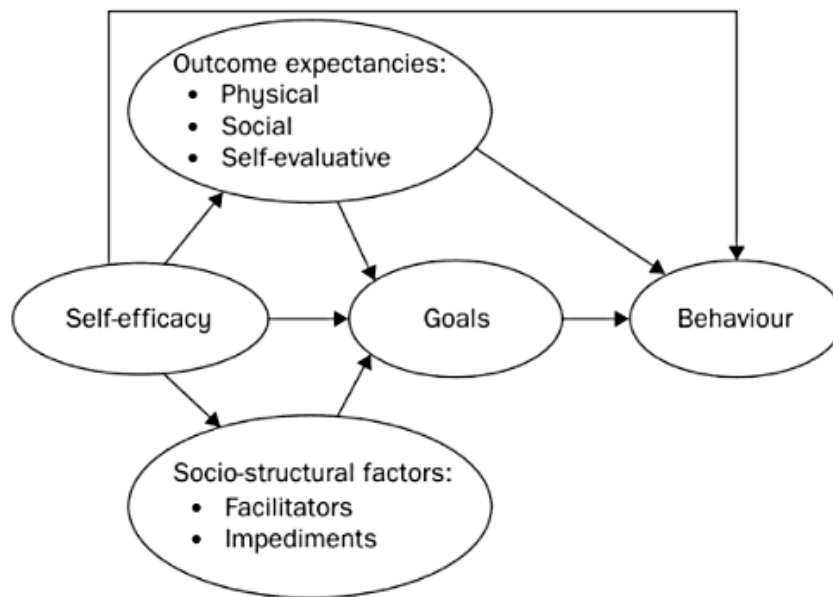 Outcome expectancies:
• Physical
• Social
• Self-evaluative
Self-efficacy
Goals
Behaviour
Socio-structural factors:
• Facilitators
• Impediments